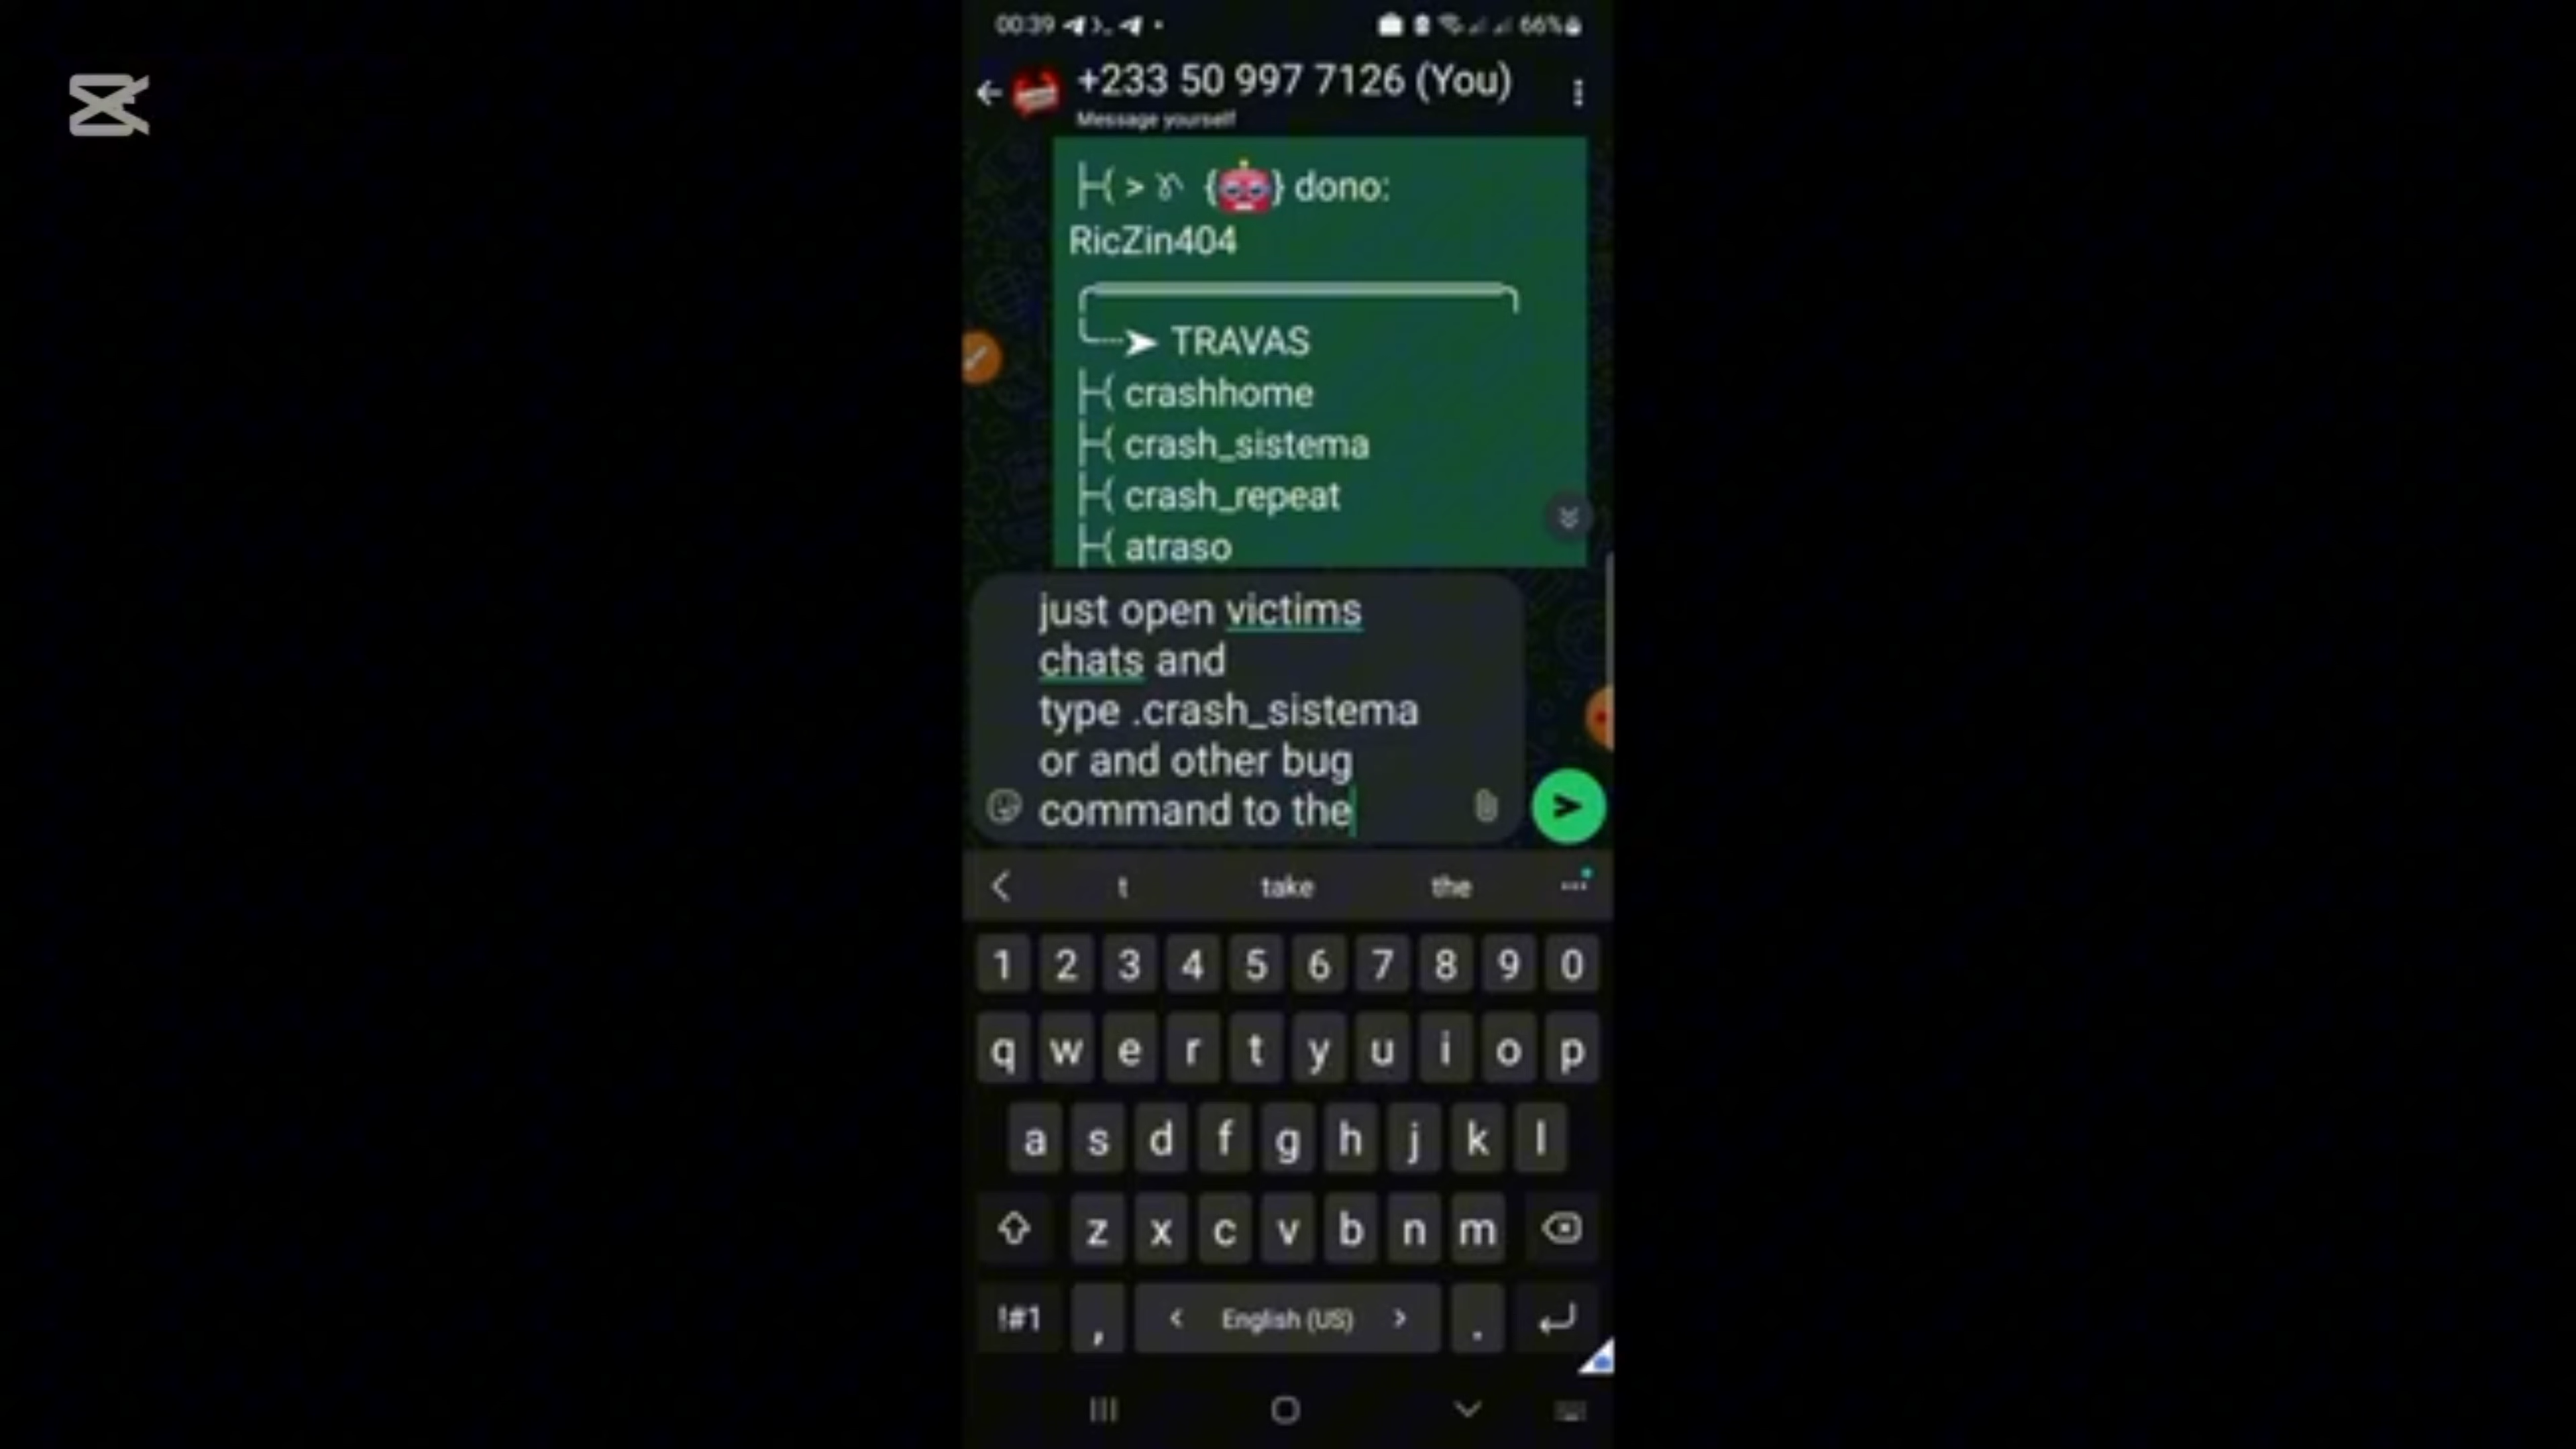 00:39
66%
+233 50 997 7126 (You)
Message yourself
├( > {🤖} dono:
RicZin404
╰┈➤ TRAVAS
├( crashhome
├( crash_sistema
├( crash_repeat
├( atraso
just open victims
chats and
type .crash_sistema
or and other bug
command to the
t take the
1 2 3 4 5 6 7 8 9 0
q w e r t y u i o p
a s d f g h j k l
z x c v b n m
!#1 , < English (US) > .